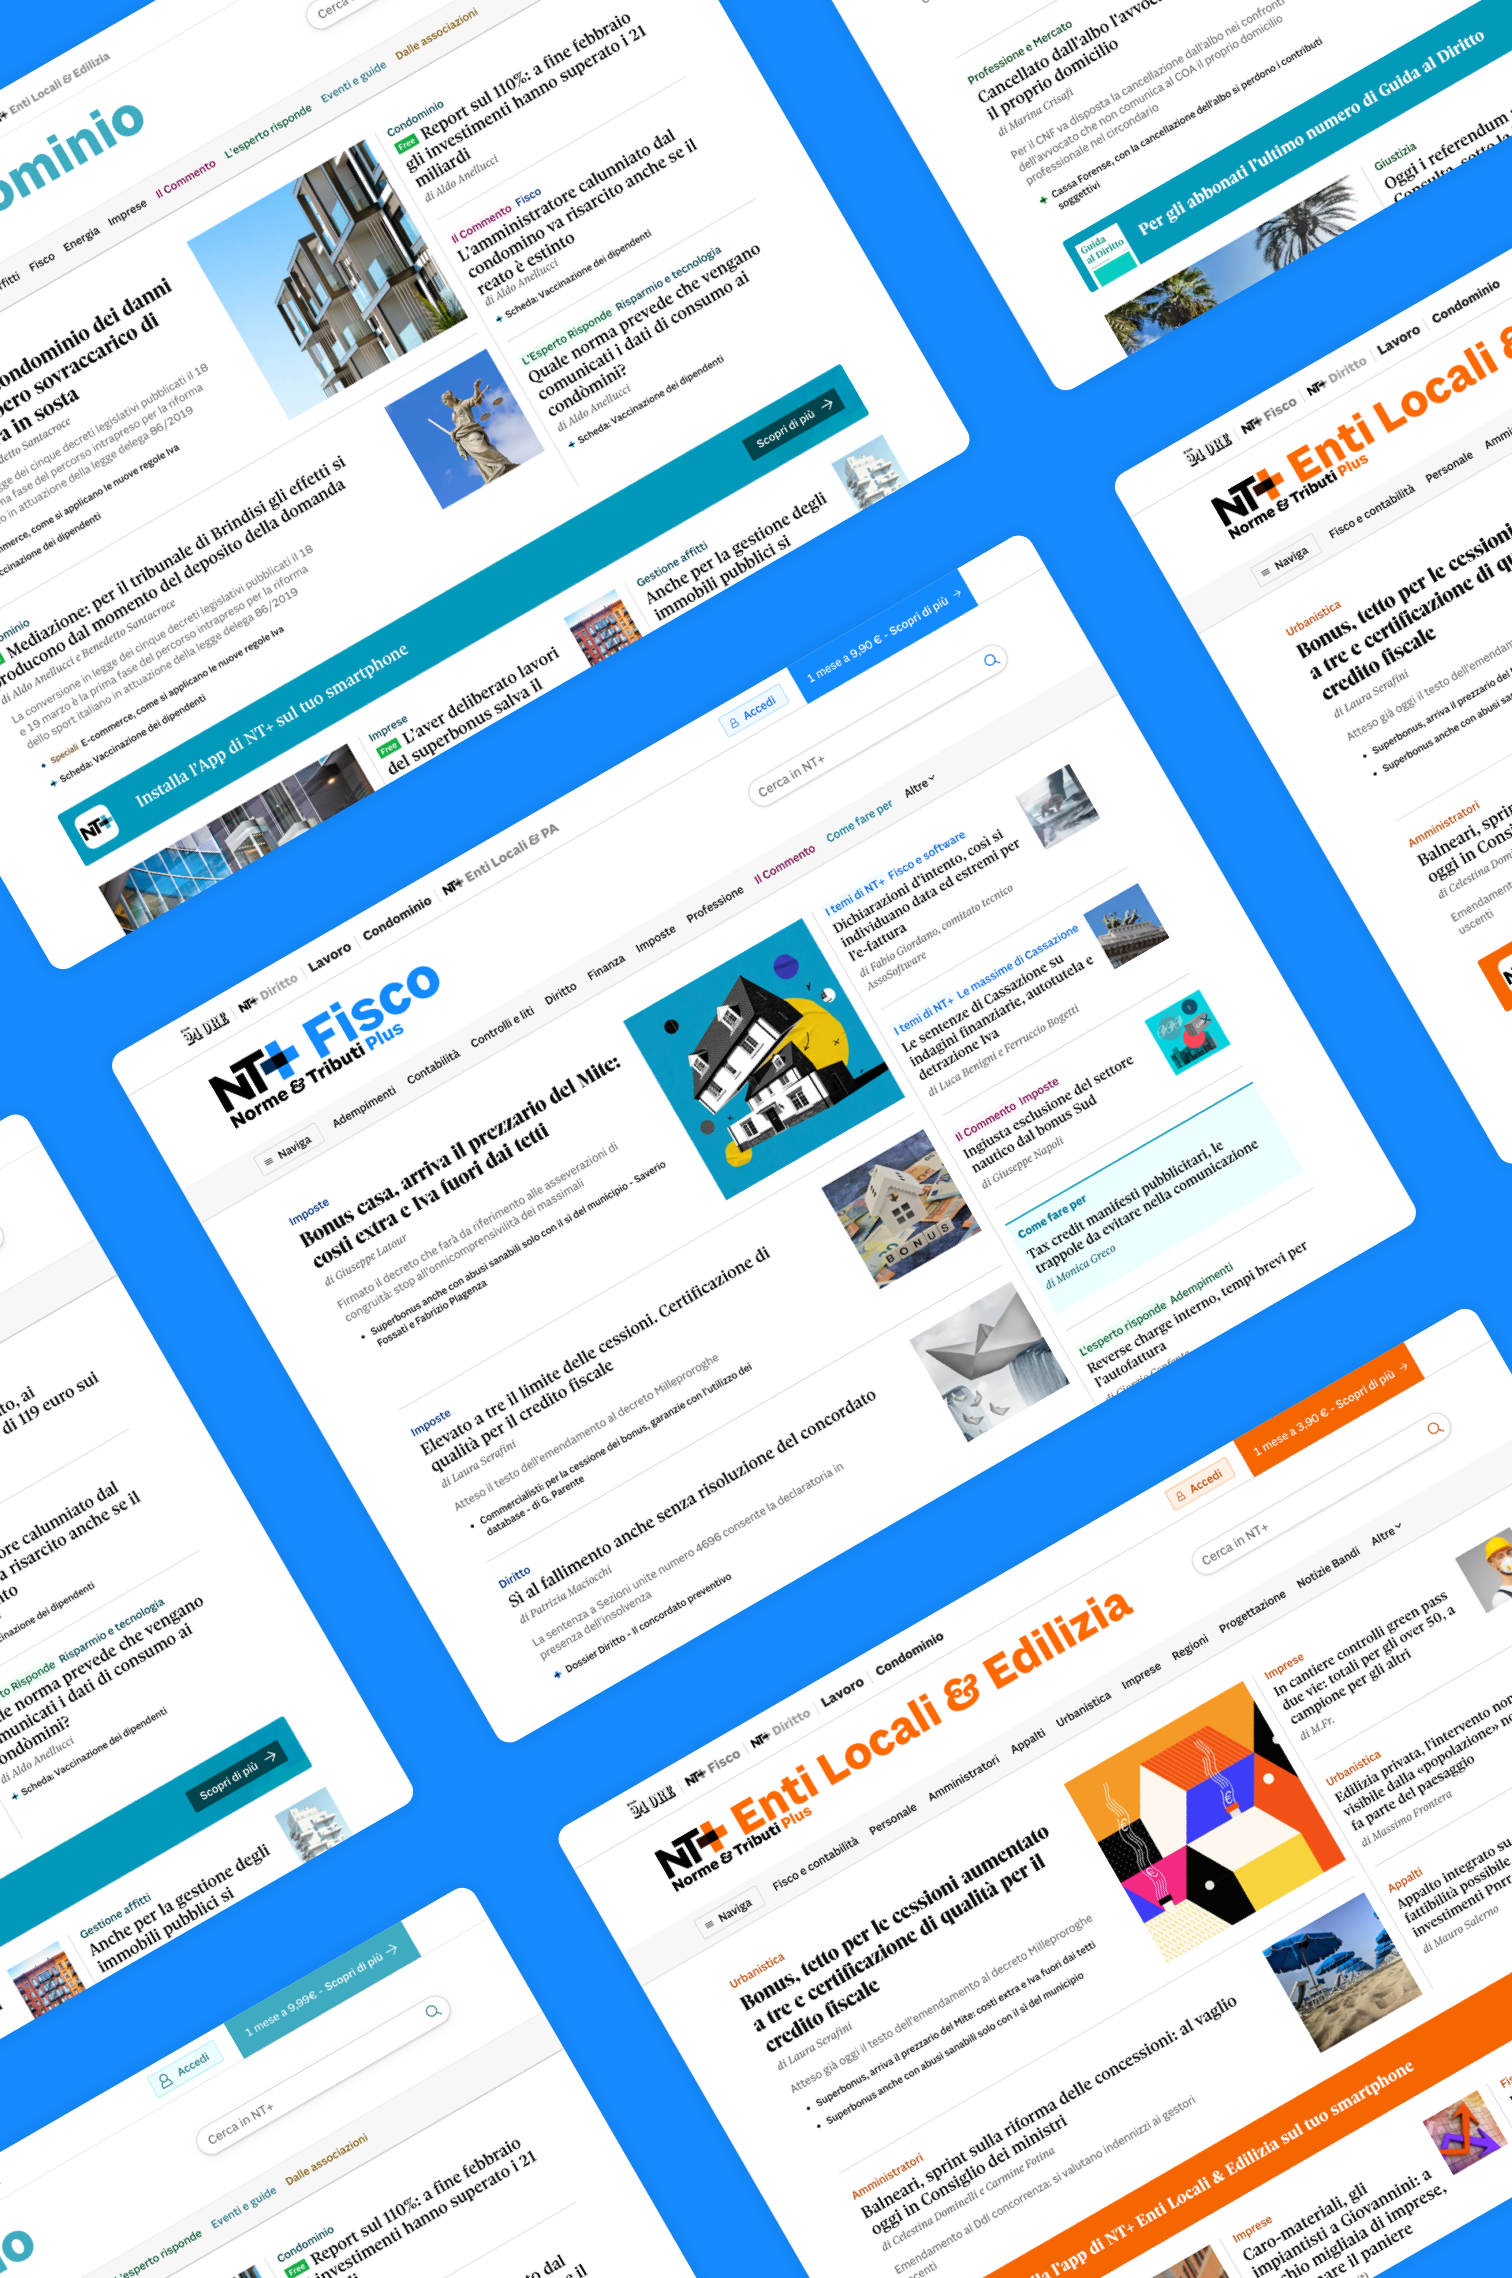 Enti Locali & Edilizia
ominio
Cerca
Fisco
Energia
Imprese
Il Commento
L'esperto risponde
Eventi e guide
Dalle associazioni
ondominio dei danni
pero sovraccarico di
a in sosta
detto Santacroce
gge dei cinque decreti legislativi pubblicati il 18
ma fase del percorso intrapreso per la riforma
o in attuazione della legge delega 86/2019
mmerce, come si applicano le nuove regole Iva
ccinazione dei dipendenti
Condominio
Free Report sul 110%: a fine febbraio
gli investimenti hanno superato i 21
miliardi
di Aldo Anellucci
Il Commento Fisco
L'amministratore calunniato dal
condomino va risarcito anche se il
reato è estinto
di Aldo Anellucci
Scheda: Vaccinazione dei dipendenti
L'Esperto Risponde Risparmio e tecnologia
Quale norma prevede che vengano
comunicati i dati di consumo ai
condòmini?
di Aldo Anellucci
Scheda: Vaccinazione dei dipendenti
Mediazione: per il tribunale di Brindisi gli effetti si
producono dal momento del deposito della domanda
di Aldo Anellucci e Benedetto Santacroce
La conversione in legge dei cinque decreti legislativi pubblicati il 18
e 19 marzo è la prima fase del percorso intrapreso per la riforma
dello sport italiano in attuazione della legge delega 86/2019
Speciali E-commerce, come si applicano le nuove regole Iva
Scheda: Vaccinazione dei dipendenti
NT+
Installa l'App di NT+ sul tuo smartphone
Scopri di più
Imprese
Free L'aver deliberato lavori
del superbonus salva il
Gestione affitti
Anche per la gestione degli
immobili pubblici si
Professione e Mercato
Cancellato dall'albo l'avvoc
il proprio domicilio
di Marina Crisafi
Per il CNF va disposta la cancellazione dall'albo nei confronti
dell'avvocato che non comunica al COA il proprio domicilio
professionale nel circondario
Cassa Forense, con la cancellazione dell'albo si perdono i contributi
soggettivi
Guida
al Diritto
Per gli abbonati l'ultimo numero di Guida al Diritto
Giustizia
Oggi i referendum
24 ORE
NT+ Fisco
NT+ Diritto
Lavoro
Condominio
NT+ Enti Locali &
Norme & Tributi Plus
Naviga
Fisco e contabilità
Personale
Urbanistica
Bonus, tetto per le cessioni
a tre e certificazione di qu
credito fiscale
di Laura Serafini
Atteso già oggi il testo dell'emendam
Superbonus, arriva il prezzario del
Superbonus anche con abusi sa
Amministratori
Balneari, sprin
oggi in Cons
di Celestina Dom
Emendame
uscenti
Accedi
1 mese a 9,90 € - Scopri di più
Cerca in NT+
24 ORE
NT+ Diritto
Lavoro
Condominio
NT+ Enti Locali & PA
NT+ Fisco
Norme & Tributi Plus
Naviga
Adempimenti
Contabilità
Controlli e liti
Diritto
Finanza
Imposte
Professione
Il Commento
Come fare per
Altre
Imposte
Bonus casa, arriva il prezzario del Mite:
costi extra e Iva fuori dai tetti
di Giuseppe Latour
Firmato il decreto che farà da riferimento alle asseverazioni di
congruità: stop all'onnicomprensività dei massimali
Superbonus anche con abusi sanabili solo con il sì del municipio - Saverio
Fossati e Fabrizio Plagenza
Imposte
Elevato a tre il limite delle cessioni. Certificazione di
qualità per il credito fiscale
di Laura Serafini
Atteso il testo dell'emendamento al decreto Milleproroghe
Commercialisti: per la cessione dei bonus, garanzie con l'utilizzo dei
database - di G. Parente
BONUS
Diritto
Sì al fallimento anche senza risoluzione del concordato
di Patrizia Maciocchi
La sentenza a Sezioni unite numero 4696 consente la declaratoria in
presenza dell'insolvenza
Dossier Diritto - Il concordato preventivo
I temi di NT+ Fisco e software
Dichiarazioni d'intento, così si
individuano data ed estremi per
l'e-fattura
di Fabio Giordano, comitato tecnico
AssoSoftware
I temi di NT+ Le massime di Cassazione
Le sentenze di Cassazione su
indagini finanziarie, autotutela e
detrazione Iva
di Luca Benigni e Ferruccio Bogetti
Il Commento Imposte
Ingiusta esclusione del settore
nautico dal bonus Sud
di Giuseppe Napoli
Come fare per
Tax credit manifesti pubblicitari, le
trappole da evitare nella comunicazione
di Monica Greco
L'esperto risponde Adempimenti
Reverse charge interno, tempi brevi per
l'autofattura
to, ai
di 119 euro sui
ore calunniato dal
a risarcito anche se il
to
cinazione dei dipendenti
to Risponde Risparmio e tecnologia
le norma prevede che vengano
municati i dati di consumo ai
ondòmini?
di Aldo Anellucci
Scheda: Vaccinazione dei dipendenti
Scopri di più
Gestione affitti
Anche per la gestione degli
immobili pubblici si
Accedi
1 mese a 9,99€ - Scopri di più
Cerca in NT+
L'esperto risponde
Eventi e guide
Dalle associazioni
io
Condominio
Free Report sul 110%: a fine febbraio
investimenti hanno superato i 21
Accedi
1 mese a 3,90 € - Scopri di più
Cerca in NT+
24 ORE
NT+ Fisco
NT+ Diritto
Lavoro
Condominio
NT+ Enti Locali & Edilizia
Norme & Tributi Plus
Naviga
Fisco e contabilità
Personale
Amministratori
Appalti
Urbanistica
Imprese
Regioni
Progettazione
Notizie Bandi
Altre
Urbanistica
Bonus, tetto per le cessioni aumentato
a tre e certificazione di qualità per il
credito fiscale
di Laura Serafini
Atteso già oggi il testo dell'emendamento al decreto Milleproroghe
Superbonus, arriva il prezzario del Mite: costi extra e Iva fuori dai tetti
Superbonus anche con abusi sanabili solo con il sì del municipio
Amministratori
Balneari, sprint sulla riforma delle concessioni: al vaglio
oggi in Consiglio dei ministri
di Celestina Dominelli e Carmine Fotina
Emendamento al Ddl concorrenza: si valutano indennizzi ai gestori
uscenti
Imprese
In cantiere controlli green pass
due vie: totali per gli over 50, a
campione per gli altri
di M.Fr.
Urbanistica
Edilizia privata, l'intervento non
visibile dalla «popolazione» no
fa parte del paesaggio
di Massimo Frontera
Appalti
Appalto integrato su
fattibilità possibile
investimenti Pnrr
di Mauro Salerno
la l'app di NT+ Enti Locali & Edilizia sul tuo smartphone
Imprese
Caro-materiali, gli
impiantisti a Giovannini: a
chio migliaia di imprese,
nare il paniere